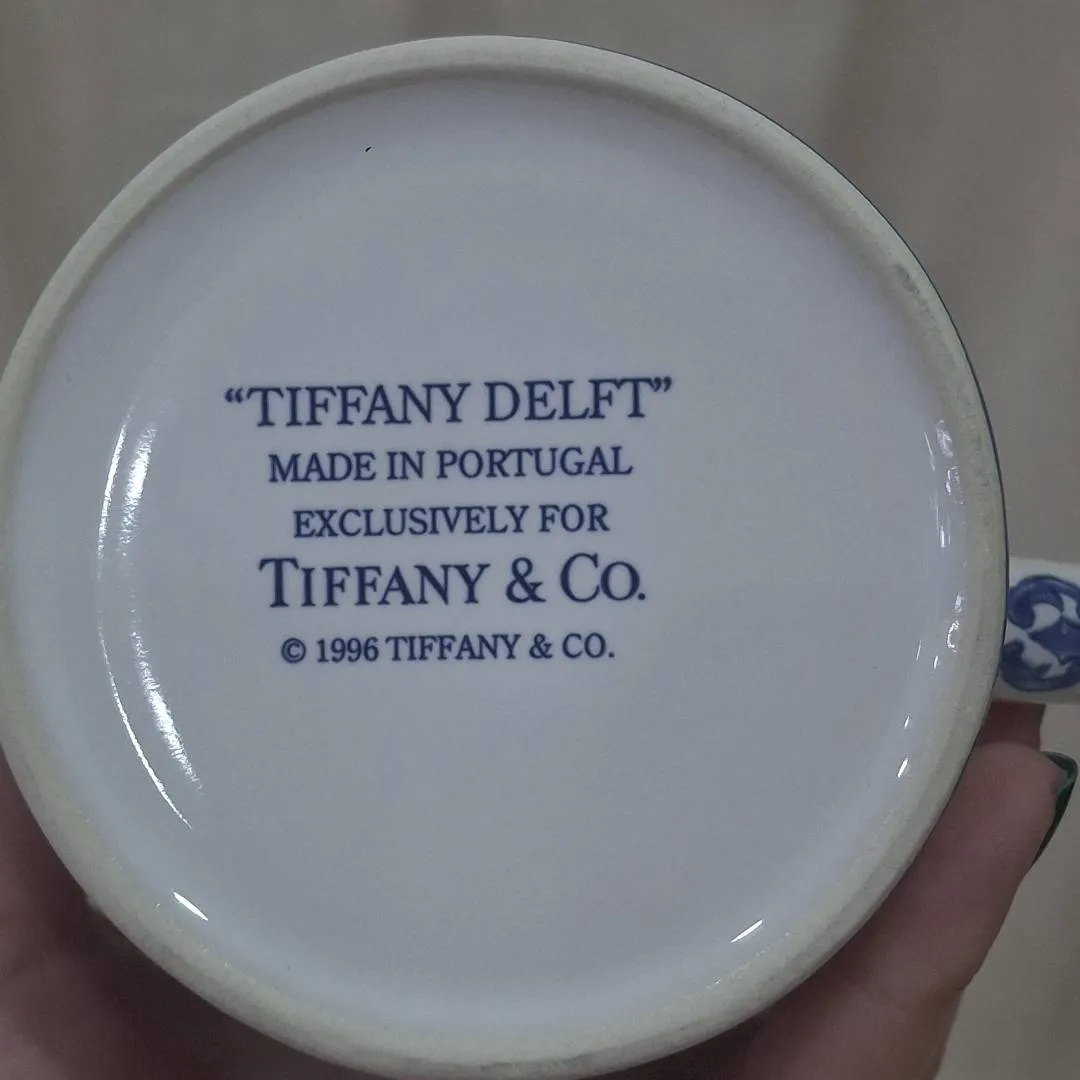 “TIFFANY DELFT”
MADE IN PORTUGAL
EXCLUSIVELY FOR
TIFFANY & CO.
© 1996 TIFFANY & CO.